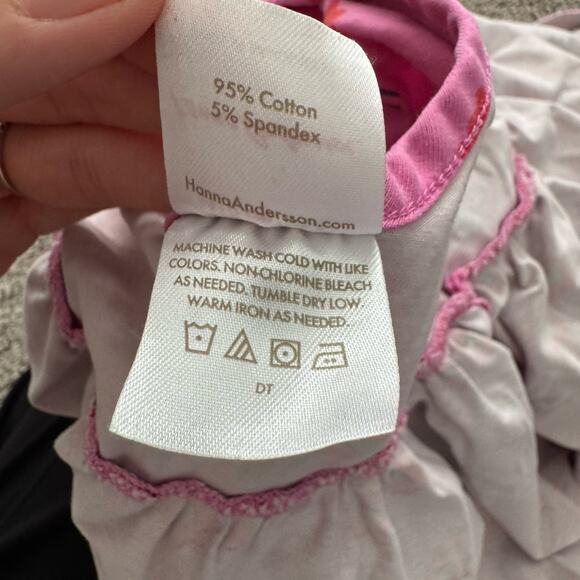 95% Cotton
5% Spandex
HannaAndersson.com
MACHINE WASH COLD WITH LIKE
COLORS. NON-CHLORINE BLEACH
AS NEEDED. TUMBLE DRY LOW
WARM IRON AS NEEDED.
DT